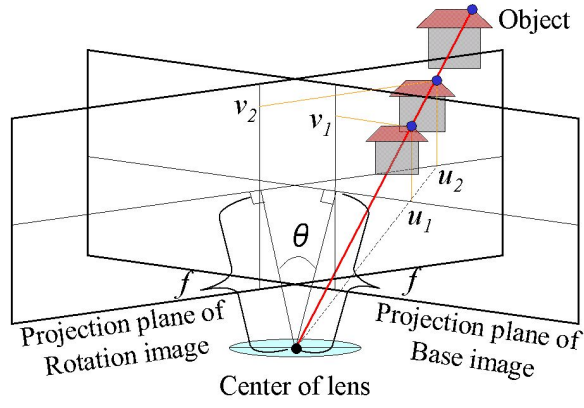 Object
v2
v1
u2
u1
θ
f
f
Projection plane of
Rotation image
Projection plane of
Base image
Center of lens